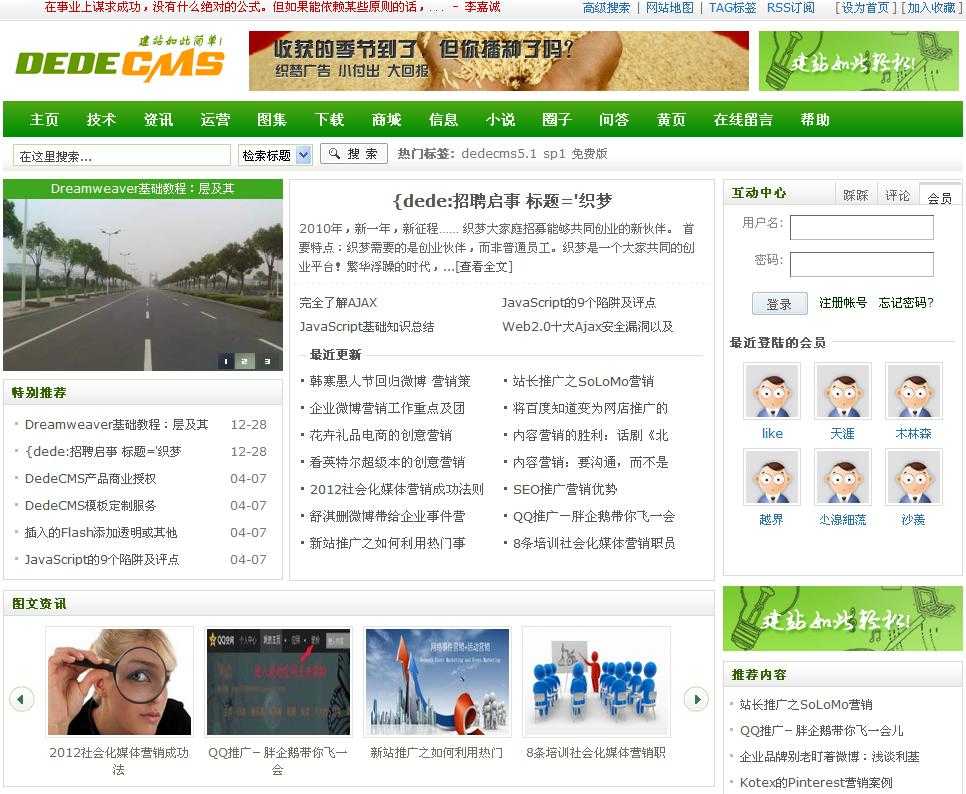 在事业上谋求成功，没有什么绝对的公式。但如果能依赖某些原则的话，... - 李嘉诚
高级搜索 | 网站地图 | TAG标签 RSS订阅 [设为首页] [加入收藏]
建站如此简单!
DEDECMS
收获的季节到了 但你播种了吗?
织梦广告 小付出 大回报
建站如此轻松!
主页 技术 资讯 运营 图集 下载 商城 信息 小说 圈子 问答 黄页 在线留言 帮助
在这里搜索... 检索标题 搜 索 热门标签: dedecms5.1 sp1 免费版
Dreamweaver基础教程：层及其
1 2 3
特别推荐
Dreamweaver基础教程：层及其 12-28
{dede:招聘启事 标题='织梦 12-28
DedeCMS产品商业授权 04-07
DedeCMS模板定制服务 04-07
插入的Flash添加透明或其他 04-07
JavaScript的9个陷阱及评点 04-07
{dede:招聘启事 标题='织梦
2010年，新一年，新征程...... 织梦大家庭招募能够共同创业的新伙伴。 首
要特点：织梦需要的是创业伙伴，而非普通员工。织梦是一个大家共同的创
业平台！繁华浮躁的时代，...[查看全文]
完全了解AJAX JavaScript的9个陷阱及评点
JavaScript基础知识总结 Web2.0十大Ajax安全漏洞以及
最近更新
韩寒愚人节回归微博 营销策 站长推广之SoLoMo营销
企业微博营销工作重点及团 将百度知道变为网店推广的
花卉礼品电商的创意营销 内容营销的胜利：话剧《北
看英特尔超级本的创意营销 内容营销：要沟通，而不是
2012社会化媒体营销成功法则 SEO推广营销优势
舒淇删微博带给企业事件营 QQ推广－胖企鹅带你飞一会
新站推广之如何利用热门事 8条培训社会化媒体营销职员
互动中心 踩踩 评论 会员
用户名:
密码:
登录 注册帐号 忘记密码?
最近登陆的会员
like 天涯 木林森
越界 尘湶細蒗 沙羡
图文资讯
QQ空间 个人中心
网络事件营销+活动营销
2012社会化媒体营销成功
法
QQ推广－胖企鹅带你飞一
会
新站推广之如何利用热门
8条培训社会化媒体营销职
建站如此轻松!
推荐内容
站长推广之SoLoMo营销
QQ推广－胖企鹅带你飞一会儿
企业品牌别老盯着微博：浅谈利基
Kotex的Pinterest营销案例